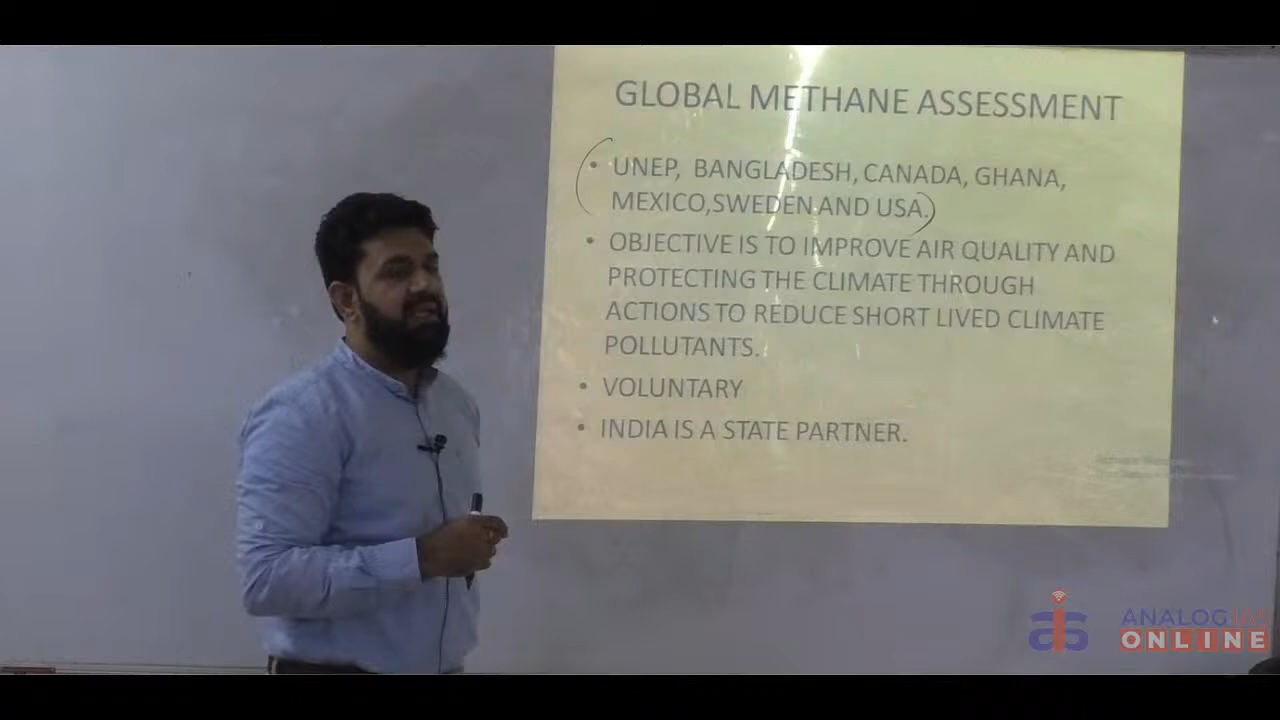 GLOBAL METHANE ASSESSMENT
• UNEP, BANGLADESH, CANADA, GHANA,
MEXICO,SWEDEN AND USA.
• OBJECTIVE IS TO IMPROVE AIR QUALITY AND
PROTECTING THE CLIMATE THROUGH
ACTIONS TO REDUCE SHORT LIVED CLIMATE
POLLUTANTS.
• VOLUNTARY
• INDIA IS A STATE PARTNER.
ANALOG IAS
ONLINE